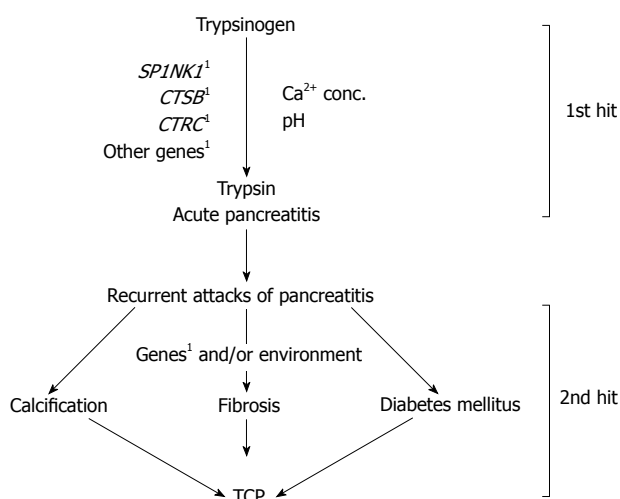 Trypsinogen
SP1NK1¹
CTSB¹
CTRC¹
Other genes¹
Ca²⁺ conc.
pH
1st hit
Trypsin
Acute pancreatitis
Recurrent attacks of pancreatitis
Genes¹ and/or environment
Calcification
Fibrosis
Diabetes mellitus
2nd hit
TCP